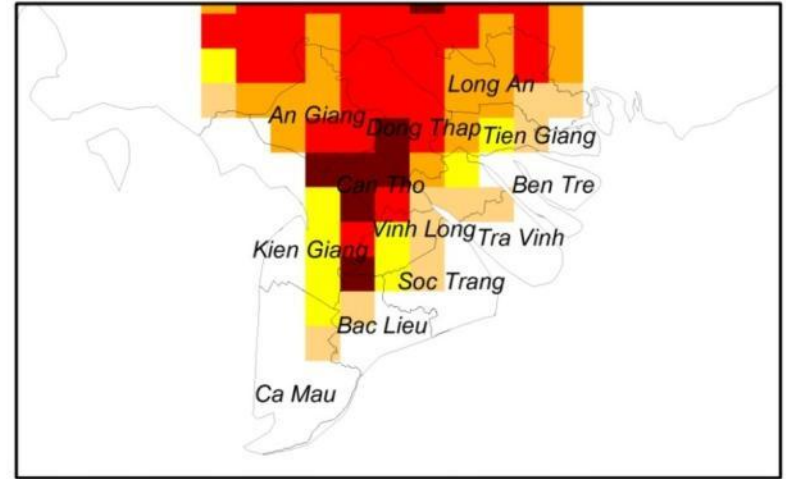 Long An
An Giang
Dong Thap
Tien Giang
Can Tho
Ben Tre
Vinh Long
Tra Vinh
Kien Giang
Soc Trang
Bac Lieu
Ca Mau